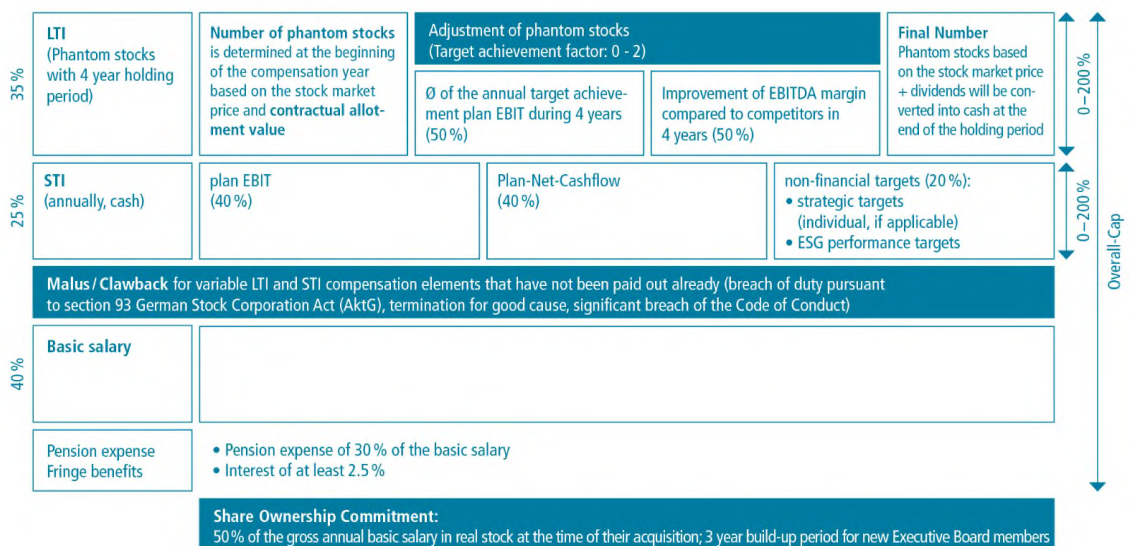 35 %
LTI
(Phantom stocks
with 4 year holding
period)
Number of phantom stocks
is determined at the beginning
of the compensation year
based on the stock market
price and contractual allot-
ment value
Adjustment of phantom stocks
(Target achievement factor: 0 - 2)
Ø of the annual target achieve-
ment plan EBIT during 4 years
(50 %)
Improvement of EBITDA margin
compared to competitors in
4 years (50 %)
Final Number
Phantom stocks based
on the stock market price
+ dividends will be con-
verted into cash at the
end of the holding period
0–200 %
25 %
STI
(annually, cash)
plan EBIT
(40 %)
Plan-Net-Cashflow
(40 %)
non-financial targets (20 %):
• strategic targets
(individual, if applicable)
• ESG performance targets
0–200 %
Overall-Cap
Malus / Clawback for variable LTI and STI compensation elements that have not been paid out already (breach of duty pursuant
to section 93 German Stock Corporation Act (AktG), termination for good cause, significant breach of the Code of Conduct)
40 %
Basic salary
Pension expense
Fringe benefits
• Pension expense of 30 % of the basic salary
• Interest of at least 2.5 %
Share Ownership Commitment:
50 % of the gross annual basic salary in real stock at the time of their acquisition; 3 year build-up period for new Executive Board members